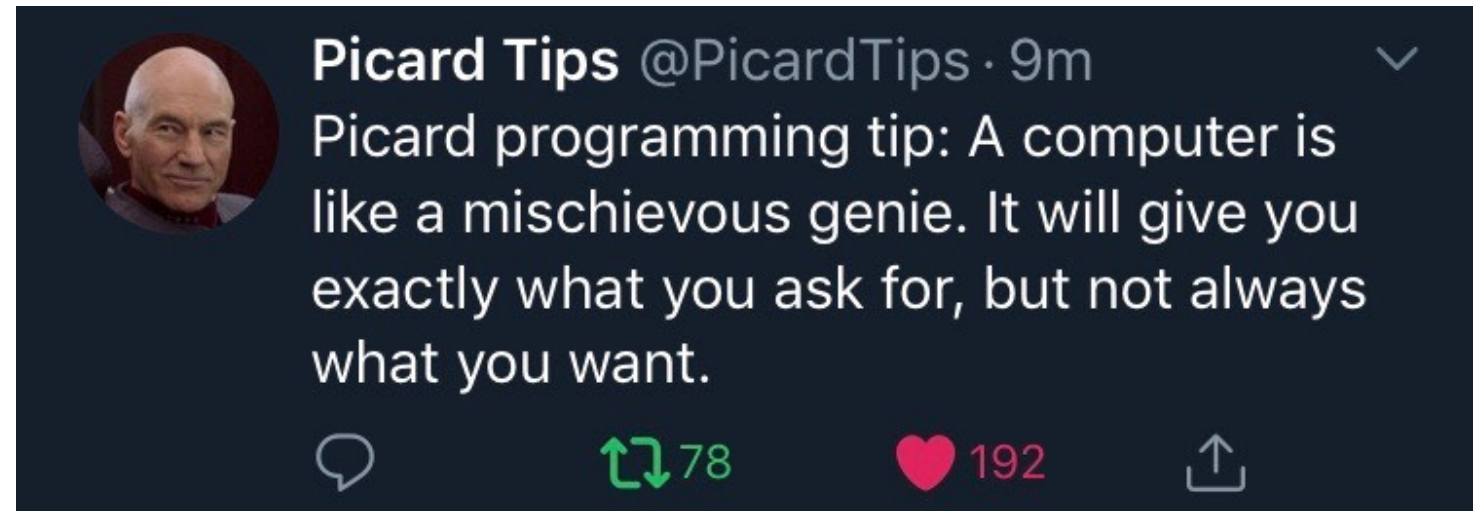 Picard Tips @PicardTips · 9m
Picard programming tip: A computer is
like a mischievous genie. It will give you
exactly what you ask for, but not always
what you want.
78 192